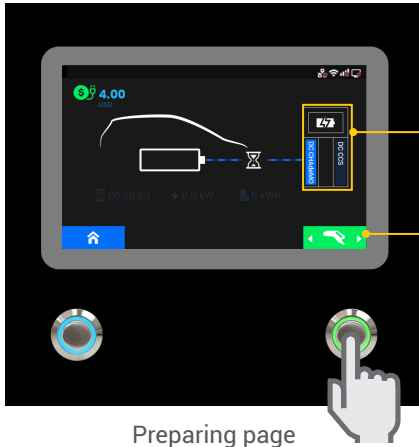 4.00
USD
DC CHAdeMO
DC CCS
00:00:00 0.0 kW 0 kWh
Preparing page